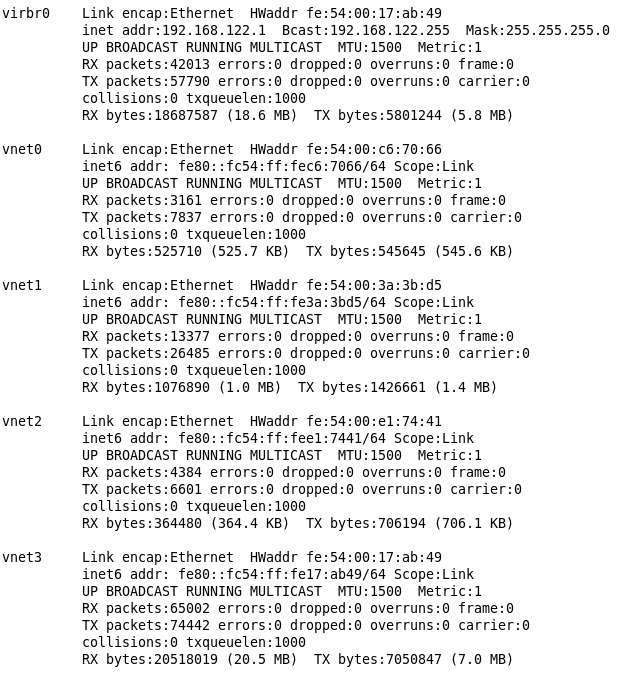 virbr0    Link encap:Ethernet  HWaddr fe:54:00:17:ab:49
          inet addr:192.168.122.1  Bcast:192.168.122.255  Mask:255.255.255.0
          UP BROADCAST RUNNING MULTICAST  MTU:1500  Metric:1
          RX packets:42013 errors:0 dropped:0 overruns:0 frame:0
          TX packets:57790 errors:0 dropped:0 overruns:0 carrier:0
          collisions:0 txqueuelen:1000
          RX bytes:18687587 (18.6 MB)  TX bytes:5801244 (5.8 MB)

vnet0     Link encap:Ethernet  HWaddr fe:54:00:c6:70:66
          inet6 addr: fe80::fc54:ff:fec6:7066/64 Scope:Link
          UP BROADCAST RUNNING MULTICAST  MTU:1500  Metric:1
          RX packets:3161 errors:0 dropped:0 overruns:0 frame:0
          TX packets:7837 errors:0 dropped:0 overruns:0 carrier:0
          collisions:0 txqueuelen:1000
          RX bytes:525710 (525.7 KB)  TX bytes:545645 (545.6 KB)

vnet1     Link encap:Ethernet  HWaddr fe:54:00:3a:3b:d5
          inet6 addr: fe80::fc54:ff:fe3a:3bd5/64 Scope:Link
          UP BROADCAST RUNNING MULTICAST  MTU:1500  Metric:1
          RX packets:13377 errors:0 dropped:0 overruns:0 frame:0
          TX packets:26485 errors:0 dropped:0 overruns:0 carrier:0
          collisions:0 txqueuelen:1000
          RX bytes:1076890 (1.0 MB)  TX bytes:1426661 (1.4 MB)

vnet2     Link encap:Ethernet  HWaddr fe:54:00:e1:74:41
          inet6 addr: fe80::fc54:ff:fee1:7441/64 Scope:Link
          UP BROADCAST RUNNING MULTICAST  MTU:1500  Metric:1
          RX packets:4384 errors:0 dropped:0 overruns:0 frame:0
          TX packets:6601 errors:0 dropped:0 overruns:0 carrier:0
          collisions:0 txqueuelen:1000
          RX bytes:364480 (364.4 KB)  TX bytes:706194 (706.1 KB)

vnet3     Link encap:Ethernet  HWaddr fe:54:00:17:ab:49
          inet6 addr: fe80::fc54:ff:fe17:ab49/64 Scope:Link
          UP BROADCAST RUNNING MULTICAST  MTU:1500  Metric:1
          RX packets:65002 errors:0 dropped:0 overruns:0 frame:0
          TX packets:74442 errors:0 dropped:0 overruns:0 carrier:0
          collisions:0 txqueuelen:1000
          RX bytes:20518019 (20.5 MB)  TX bytes:7050847 (7.0 MB)